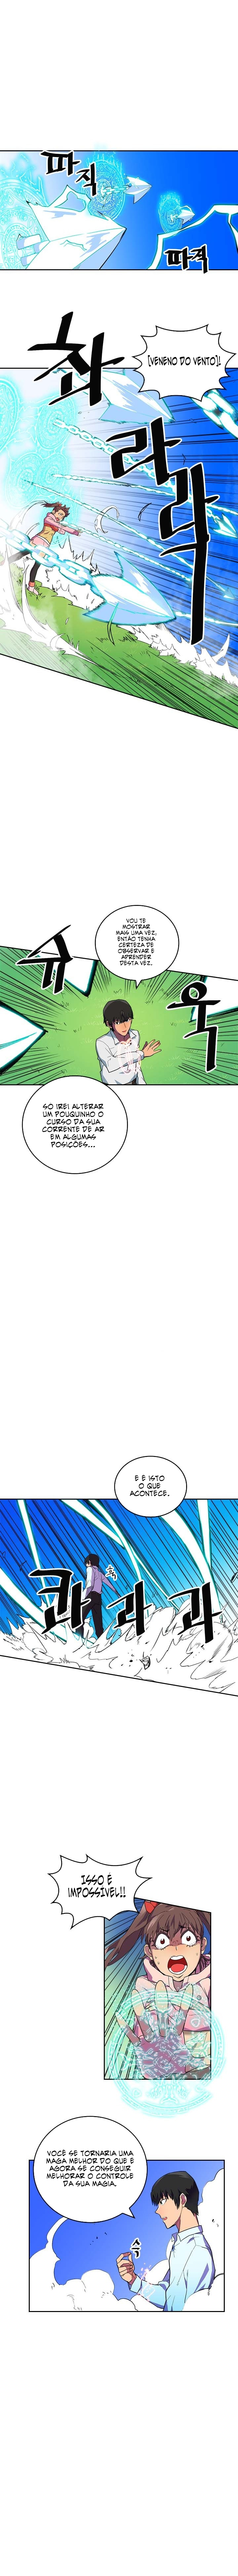 파직
파직
[VENENO DO VENTO]!
촤
라
라
락
VOU TE
MOSTRAR
MAIS UMA VEZ,
ENTÃO TENHA
CERTEZA DE
OBSERVAR E
APRENDER
DESTA VEZ.
슈
욱
SÓ IREI ALTERAR
UM POUQUINHO O
CURSO DA SUA
CORRENTE DE AR
EM ALGUMAS
POSIÇÕES...
E É ISTO
O QUE
ACONTECE.
콰
과
과
ISSO É
IMPOSSÍVEL!!
VOCÊ SE TORNARIA UMA
MAGA MELHOR DO QUE É
AGORA SE CONSEGUIR
MELHORAR O CONTROLE
DA SUA MAGIA.
스윽